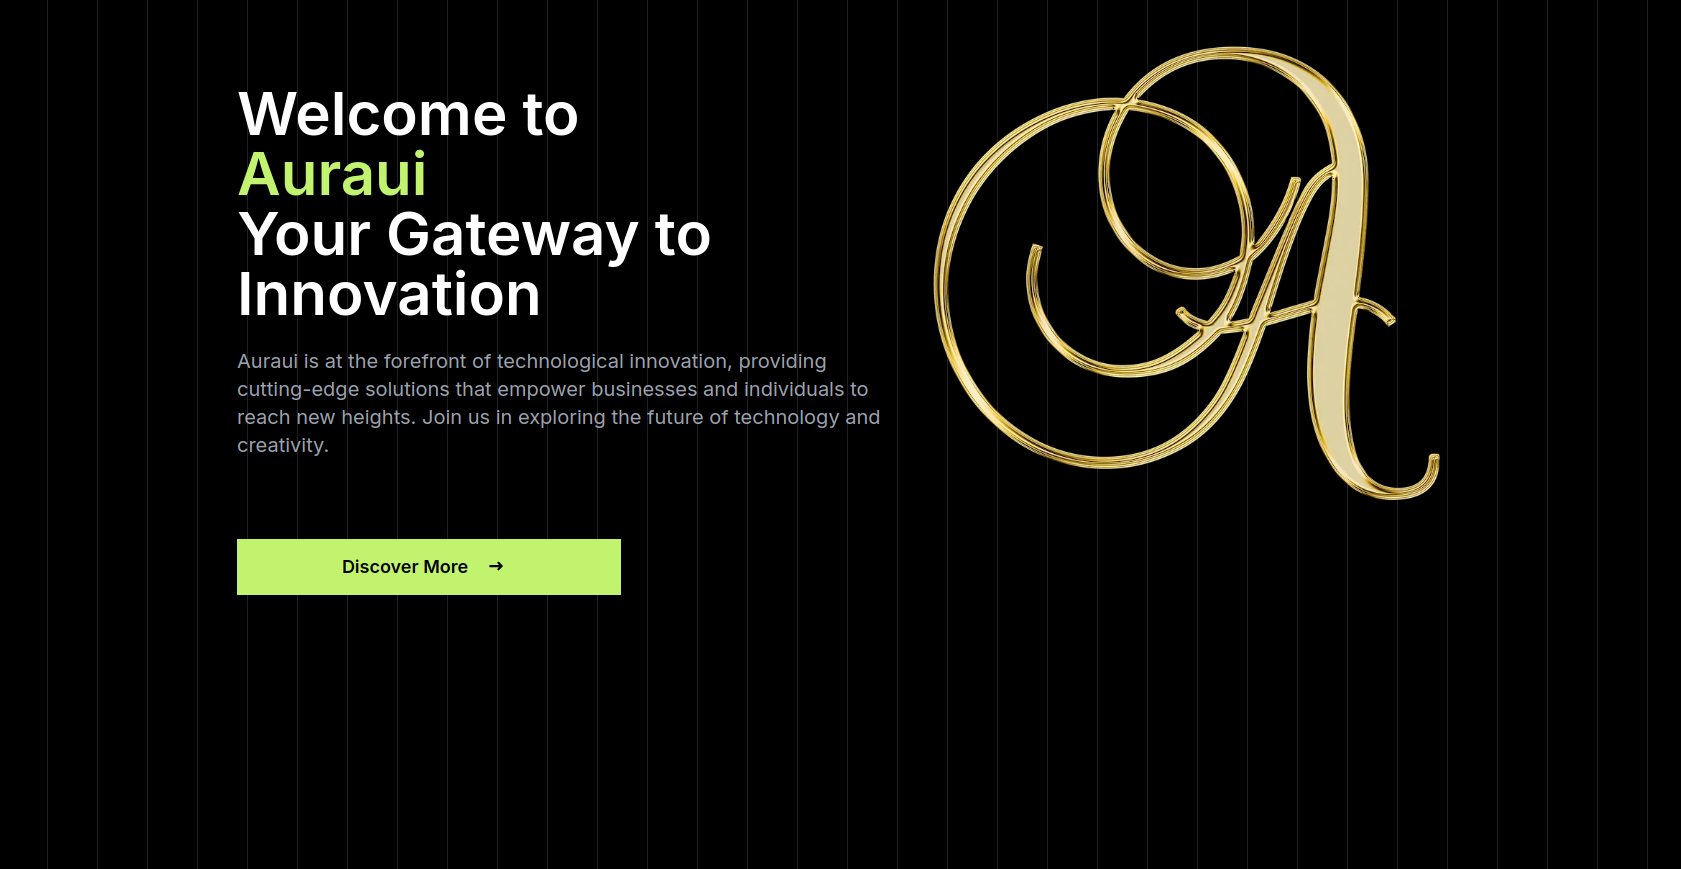 Welcome to
Auraui
Your Gateway to
Innovation
Auraui is at the forefront of technological innovation, providing
cutting-edge solutions that empower businesses and individuals to
reach new heights. Join us in exploring the future of technology and
creativity.
Discover More →
A